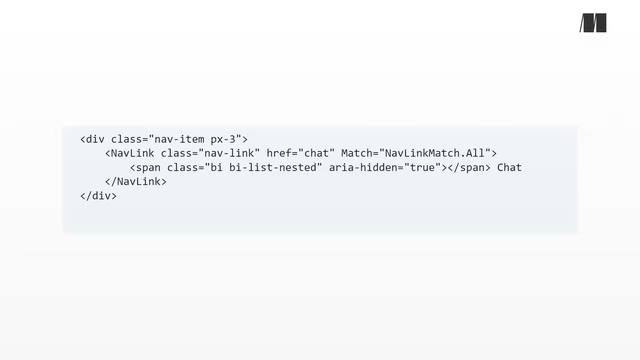 <div class="nav-item px-3">
    <NavLink class="nav-link" href="chat" Match="NavLinkMatch.All">
        <span class="bi bi-list-nested" aria-hidden="true"></span> Chat
    </NavLink>
</div>